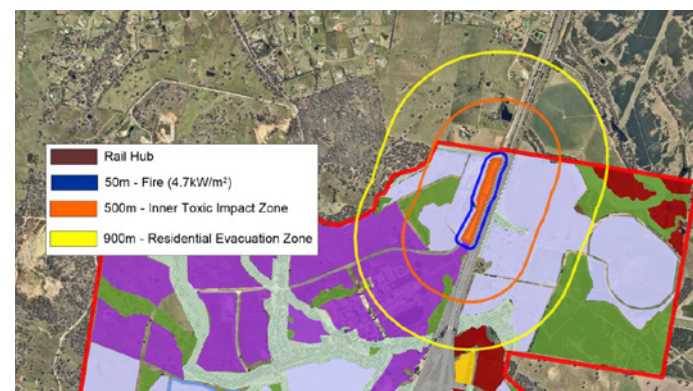 Rail Hub
50m - Fire (4.7kW/m²)
500m - Inner Toxic Impact Zone
900m - Residential Evacuation Zone